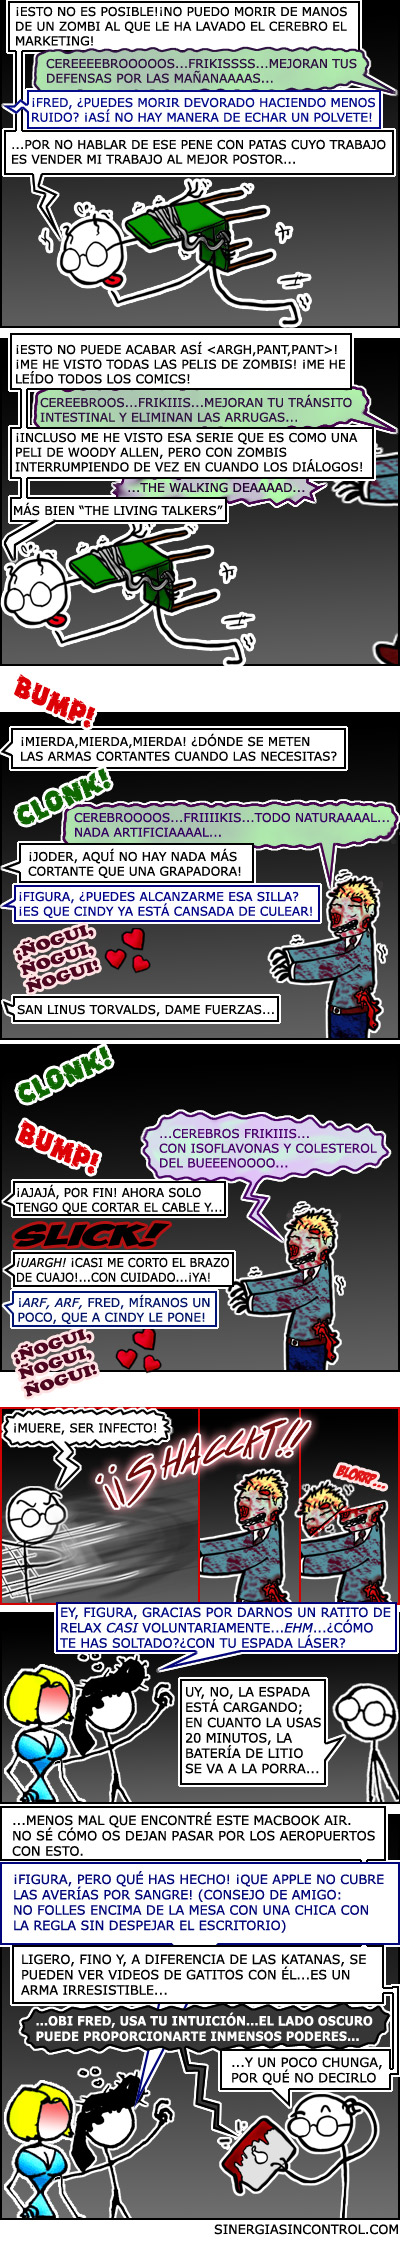 ¡ESTO NO ES POSIBLE!¡NO PUEDO MORIR DE MANOS
DE UN ZOMBI AL QUE LE HA LAVADO EL CEREBRO EL
MARKETING!
CEREEEEBROOOOOS...FRIKISSSS...MEJORAN TUS
DEFENSAS POR LAS MAÑANAAAAS...
¡FRED, ¿PUEDES MORIR DEVORADO HACIENDO MENOS
RUIDO? ¡ASÍ NO HAY MANERA DE ECHAR UN POLVETE!
...POR NO HABLAR DE ESE PENE CON PATAS CUYO TRABAJO
ES VENDER MI TRABAJO AL MEJOR POSTOR...
¡ESTO NO PUEDE ACABAR ASÍ <ARGH,PANT,PANT>!
¡ME HE VISTO TODAS LAS PELIS DE ZOMBIS! ¡ME HE
LEÍDO TODOS LOS COMICS!
CEREEBROOS...FRIKIIIS...MEJORAN TU TRÁNSITO
INTESTINAL Y ELIMINAN LAS ARRUGAS...
¡INCLUSO ME HE VISTO ESA SERIE QUE ES COMO UNA
PELI DE WOODY ALLEN, PERO CON ZOMBIS
INTERRUMPIENDO DE VEZ EN CUANDO LOS DIÁLOGOS!
...THE WALKING DEAAAAD...
MÁS BIEN "THE LIVING TALKERS"
BUMP!
¡MIERDA,MIERDA,MIERDA! ¿DÓNDE SE METEN
LAS ARMAS CORTANTES CUANDO LAS NECESITAS?
CLONK!
CEREBROOOOS...FRIIIIKIS...TODO NATURAAAAL...
NADA ARTIFICIAAAAL...
¡JODER, AQUÍ NO HAY NADA MÁS
CORTANTE QUE UNA GRAPADORA!
¡FIGURA, ¿PUEDES ALCANZARME ESA SILLA?
¡ES QUE CINDY YA ESTÁ CANSADA DE CULEAR!
¡ÑOGUI,
ÑOGUI,
ÑOGUI!
SAN LINUS TORVALDS, DAME FUERZAS...
CLONK!
BUMP!
...CEREBROS FRIKIIIS...
CON ISOFLAVONAS Y COLESTEROL
DEL BUEEENOOOO...
¡AJAJÁ, POR FIN! AHORA SOLO
TENGO QUE CORTAR EL CABLE Y...
SLICK!
¡UARGH! ¡CASI ME CORTO EL BRAZO
DE CUAJO!...CON CUIDADO...¡YA!
¡ARF, ARF, FRED, MÍRANOS UN
POCO, QUE A CINDY LE PONE!
¡ÑOGUI,
ÑOGUI,
ÑOGUI!
¡MUERE, SER INFECTO!
¡¡SHACCKT!!
BLORRP...
EY, FIGURA, GRACIAS POR DARNOS UN RATITO DE
RELAX CASI VOLUNTARIAMENTE...EHM...¿CÓMO
TE HAS SOLTADO?¿CON TU ESPADA LÁSER?
UY, NO, LA ESPADA
ESTÁ CARGANDO;
EN CUANTO LA USAS
20 MINUTOS, LA
BATERÍA DE LITIO
SE VA A LA PORRA...
...MENOS MAL QUE ENCONTRÉ ESTE MACBOOK AIR.
NO SÉ CÓMO OS DEJAN PASAR POR LOS AEROPUERTOS
CON ESTO.
¡FIGURA, PERO QUÉ HAS HECHO! ¡QUE APPLE NO CUBRE
LAS AVERÍAS POR SANGRE! (CONSEJO DE AMIGO:
NO FOLLES ENCIMA DE LA MESA CON UNA CHICA CON
LA REGLA SIN DESPEJAR EL ESCRITORIO)
LIGERO, FINO Y, A DIFERENCIA DE LAS KATANAS, SE
PUEDEN VER VIDEOS DE GATITOS CON ÉL...ES UN
ARMA IRRESISTIBLE...
...OBI FRED, USA TU INTUICIÓN...EL LADO OSCURO
PUEDE PROPORCIONARTE INMENSOS PODERES...
...Y UN POCO CHUNGA,
POR QUÉ NO DECIRLO
SINERGIASINCONTROL.COM